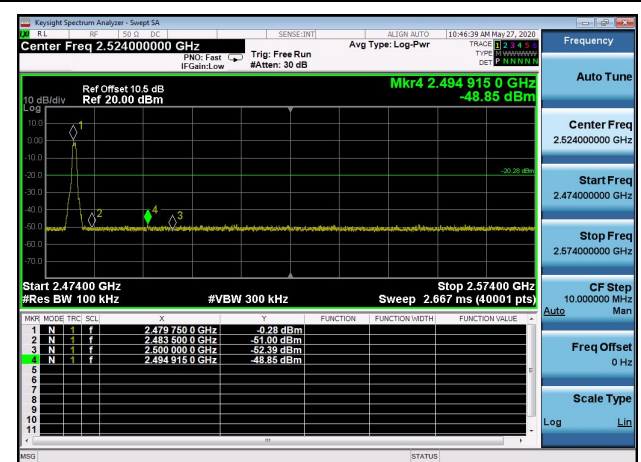 Keysight Spectrum Analyzer - Swept SA
RL RF 50 Ω DC SENSE:INT ALIGN AUTO 10:46:39 AM May 27, 2020
Center Freq 2.524000000 GHz Avg Type: Log-Pwr TRACE 1 2 3 4 5 6
PNO: Fast Trig: Free Run TYPE M
IFGain:Low #Atten: 30 dB DET P N N N N N
Frequency
Auto Tune
Center Freq
2.524000000 GHz
Start Freq
2.474000000 GHz
Stop Freq
2.574000000 GHz
CF Step
10.000000 MHz
Auto Man
Freq Offset
0 Hz
Scale Type
Log Lin
Mkr4 2.494 915 0 GHz
-48.85 dBm
Ref Offset 10.5 dB
10 dB/div Ref 20.00 dBm
Log
10.0
0.00
-10.0
-20.0
-30.0
-40.0
-50.0
-60.0
-70.0
1
2
4
3
-20.28 dBm
Start 2.47400 GHz Stop 2.57400 GHz
#Res BW 100 kHz #VBW 300 kHz Sweep 2.667 ms (40001 pts)
MKR MODE TRC SCL X Y FUNCTION FUNCTION WIDTH FUNCTION VALUE
1 N 1 f 2.479 750 0 GHz -0.28 dBm
2 N 1 f 2.483 500 0 GHz -51.00 dBm
3 N 1 f 2.500 000 0 GHz -52.39 dBm
4 N 1 f 2.494 915 0 GHz -48.85 dBm
5
6
7
8
9
10
11
MSG STATUS